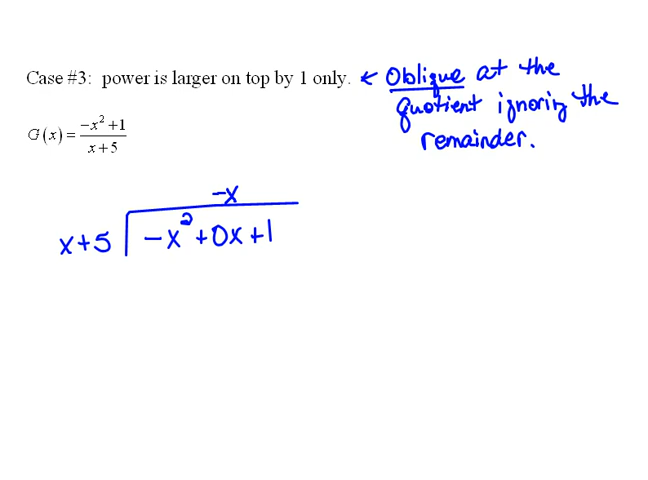 Case #3: power is larger on top by 1 only. ← Oblique at the
quotient ignoring the
remainder.
G(x) = (-x² + 1)/(x + 5)
-x
x+5 | -x² + 0x + 1